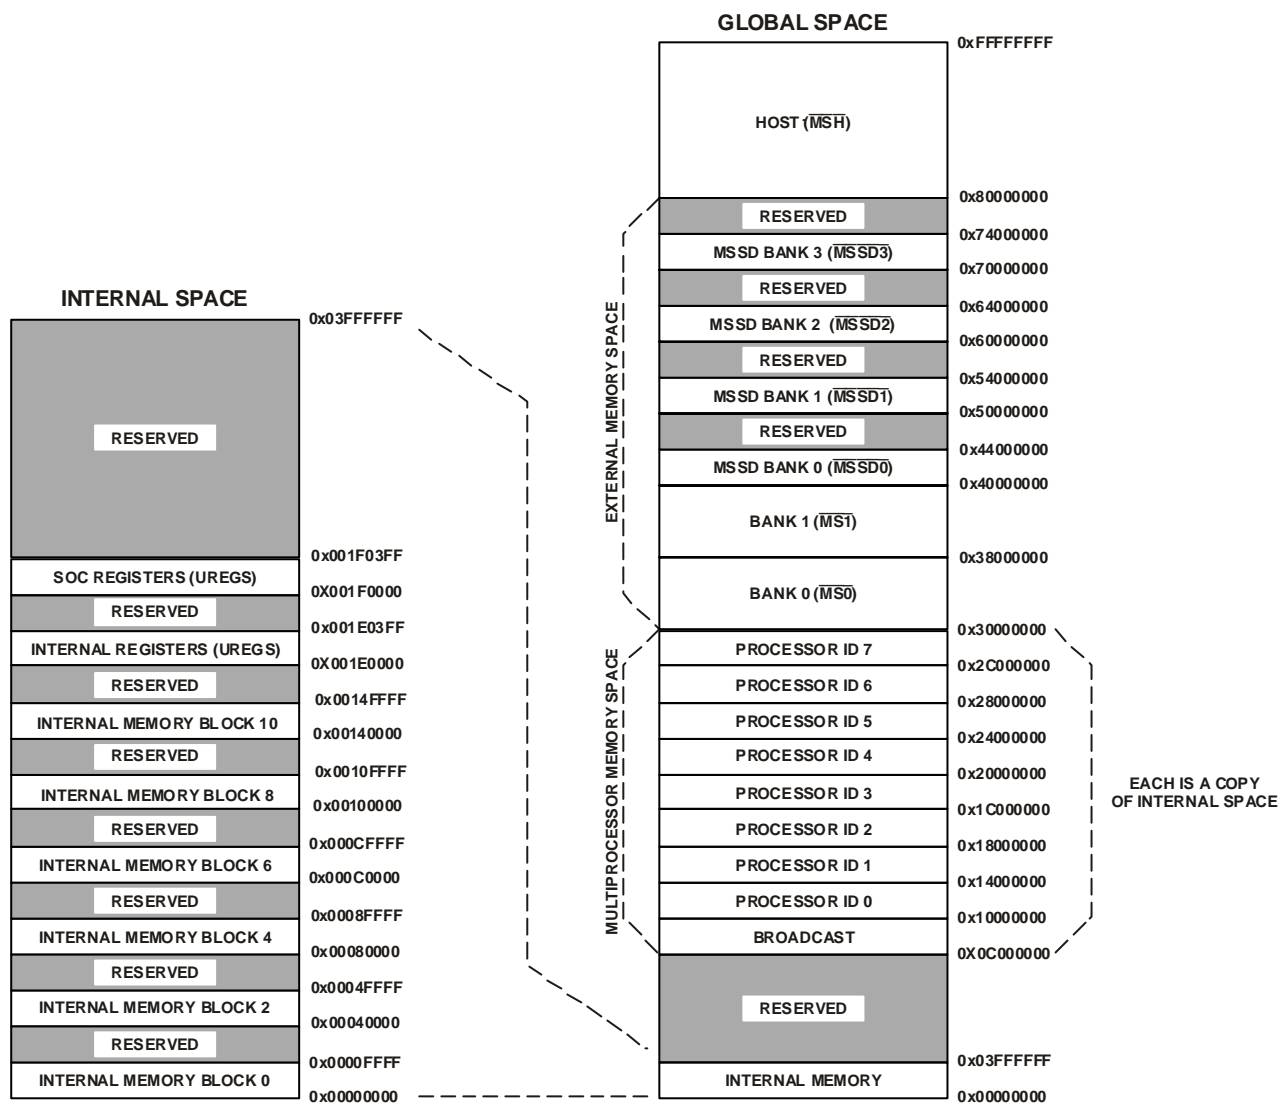 INTERNAL SPACE
0x03FFFFFF
RESERVED
0x001F03FF
SOC REGISTERS (UREGS)
0X001F0000
RESERVED
0x001E03FF
INTERNAL REGISTERS (UREGS)
0X001E0000
RESERVED
0x0014FFFF
INTERNAL MEMORY BLOCK 10
0x00140000
RESERVED
0x0010FFFF
INTERNAL MEMORY BLOCK 8
0x00100000
RESERVED
0x000CFFFF
INTERNAL MEMORY BLOCK 6
0x000C0000
RESERVED
0x0008FFFF
INTERNAL MEMORY BLOCK 4
0x00080000
RESERVED
0x0004FFFF
INTERNAL MEMORY BLOCK 2
0x00040000
RESERVED
0x0000FFFF
INTERNAL MEMORY BLOCK 0
0x00000000
GLOBAL SPACE
0xFFFFFFFF
HOST (MSH)
0x80000000
RESERVED
0x74000000
MSSD BANK 3 (MSSD3)
0x70000000
RESERVED
0x64000000
MSSD BANK 2 (MSSD2)
0x60000000
RESERVED
0x54000000
MSSD BANK 1 (MSSD1)
0x50000000
RESERVED
0x44000000
MSSD BANK 0 (MSSD0)
0x40000000
BANK 1 (MS1)
0x38000000
BANK 0 (MS0)
0x30000000
PROCESSOR ID 7
0x2C000000
PROCESSOR ID 6
0x28000000
PROCESSOR ID 5
0x24000000
PROCESSOR ID 4
0x20000000
PROCESSOR ID 3
0x1C000000
PROCESSOR ID 2
0x18000000
PROCESSOR ID 1
0x14000000
PROCESSOR ID 0
0x10000000
BROADCAST
0X0C000000
RESERVED
0x03FFFFFF
INTERNAL MEMORY
0x00000000
EXTERNAL MEMORY SPACE
MULTIPROCESSOR MEMORY SPACE
EACH IS A COPY
OF INTERNAL SPACE